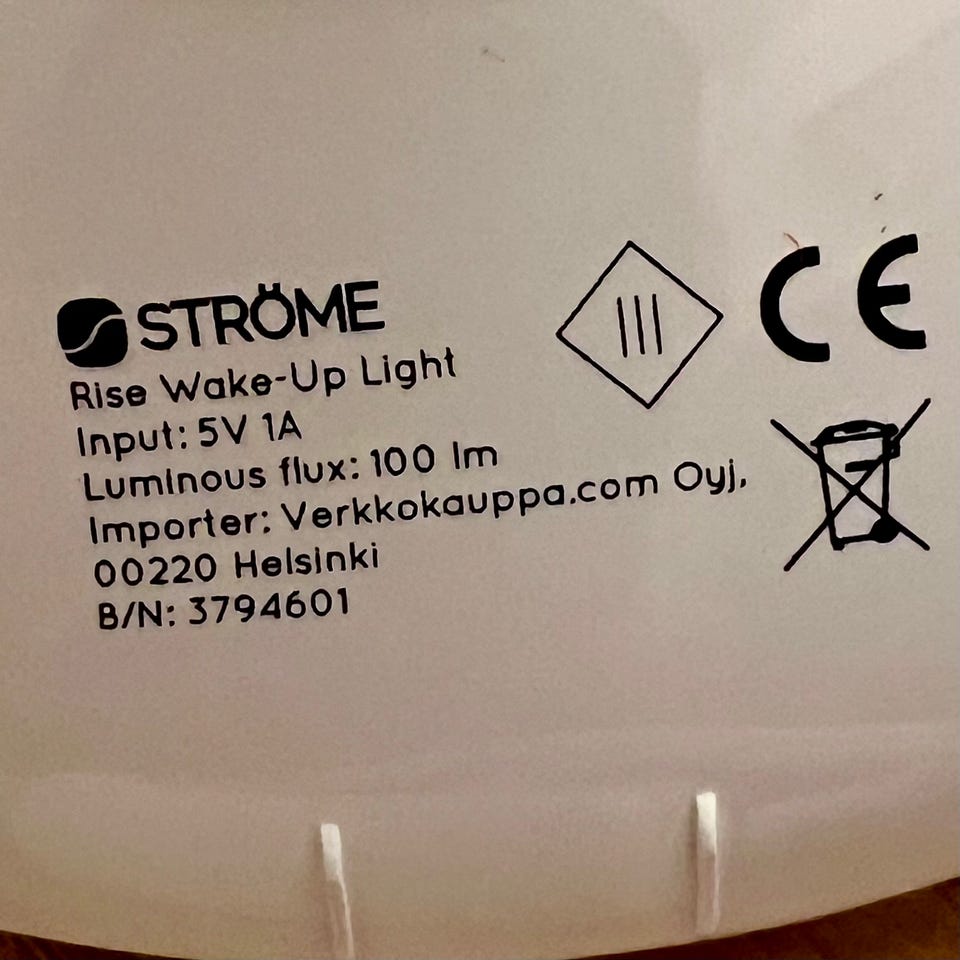 STRÖME
Rise Wake-Up Light
Input: 5V 1A
Luminous flux: 100 lm
Importer: Verkkokauppa.com Oyj,
00220 Helsinki
B/N: 3794601
III
CE